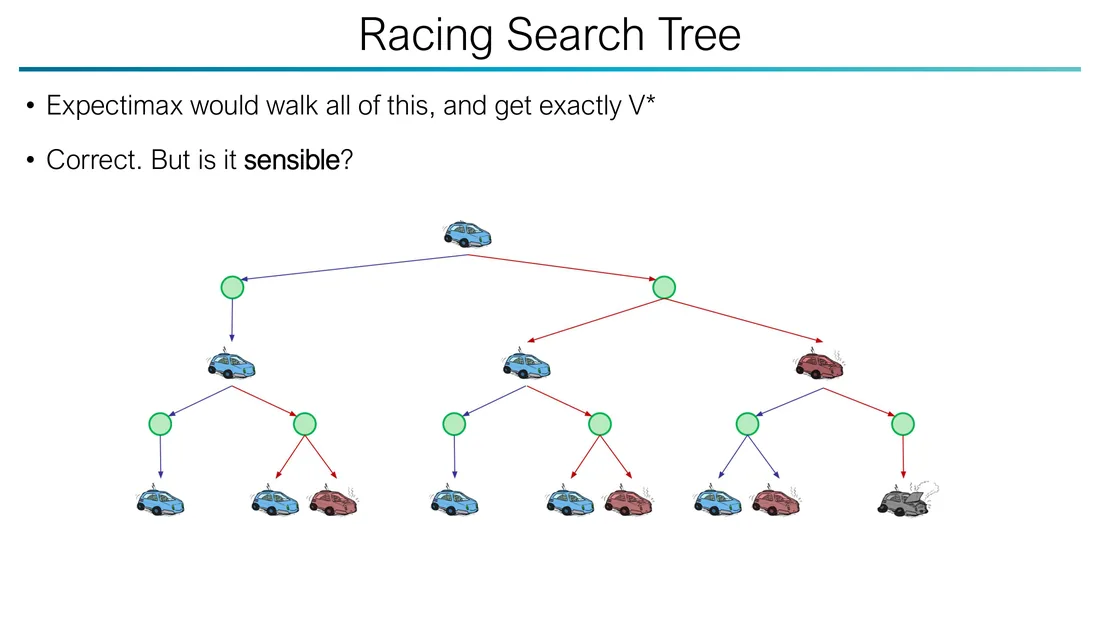 Racing Search Tree
• Expectimax would walk all of this, and get exactly V*
• Correct. But is it sensible?